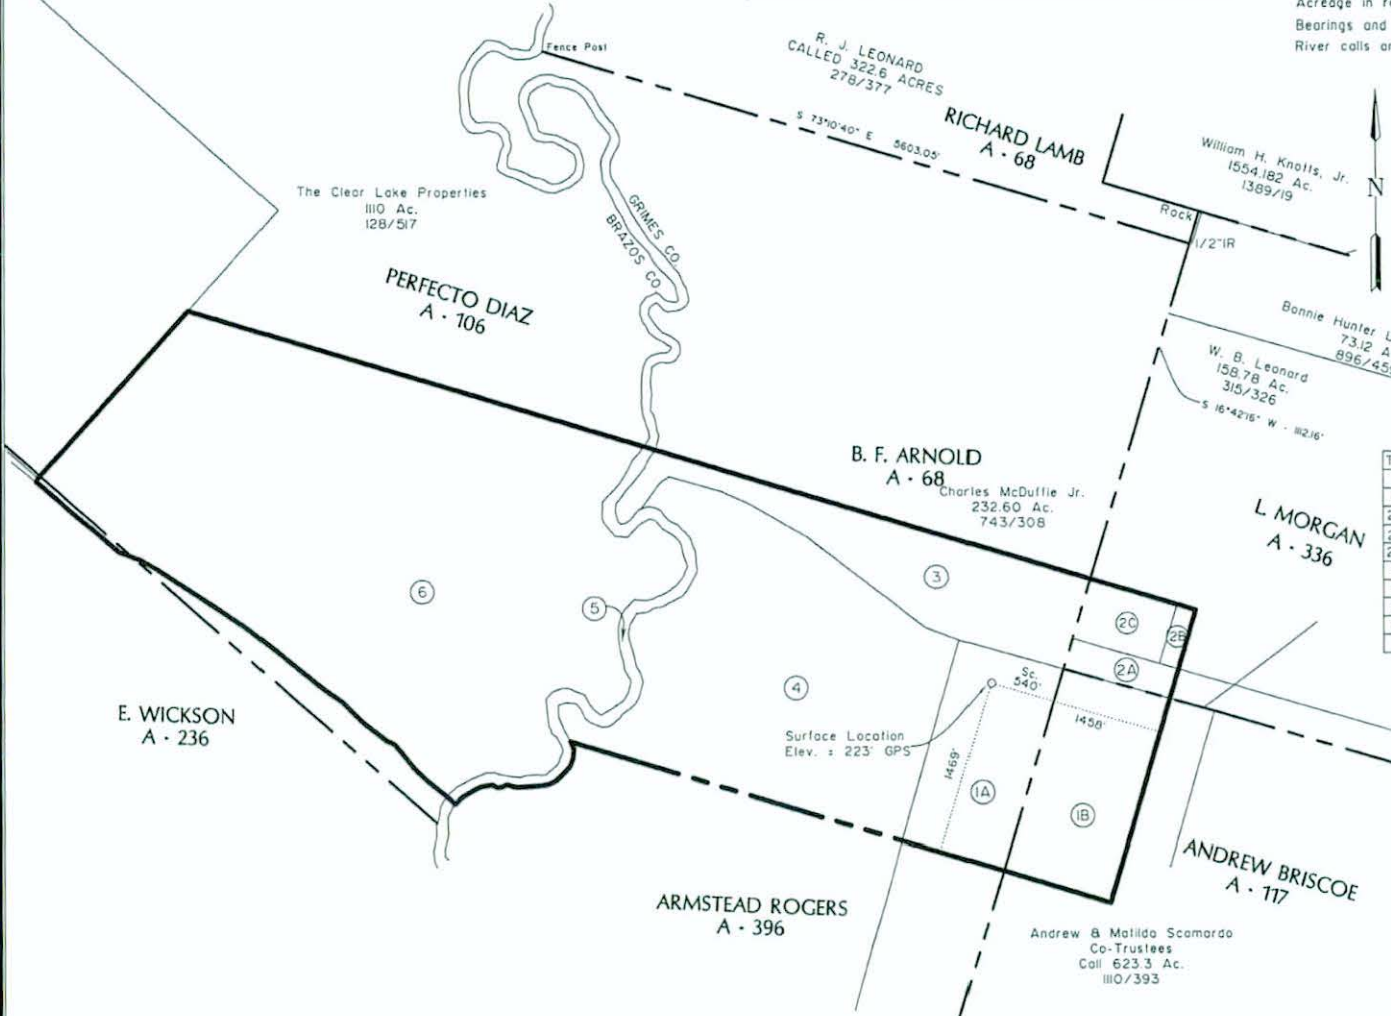 Acreage in r
Bearings and
River calls a
Fence Post
R. J. LEONARD
CALLED 322.6 ACRES
278/377
RICHARD LAMB
A - 68
S 73°10'40" E 5603.05'
William H. Knotts, Jr.
1554.182 Ac.
1389/19
N
Rock
1/2"IR
The Clear Lake Properties
1110 Ac.
128/517
GRIMES CO.
BRAZOS CO.
PERFECTO DIAZ
A - 106
Bonnie Hunter L
73.12 A
896/45
W. B. Leonard
158.78 Ac.
315/326
S 16°42'16" W - 1112.16'
B. F. ARNOLD
A - 68
Charles McDuffie Jr.
232.60 Ac.
743/308
L MORGAN
A - 336
T
2
2
2
3
6
5
2C
2B
2A
4
Sc.
540'
1458'
Surface Location
Elev. = 223' GPS
1469'
1A
1B
E. WICKSON
A - 236
ARMSTEAD ROGERS
A - 396
ANDREW BRISCOE
A - 117
Andrew & Matilda Scamardo
Co-Trustees
Call 623.3 Ac.
1110/393